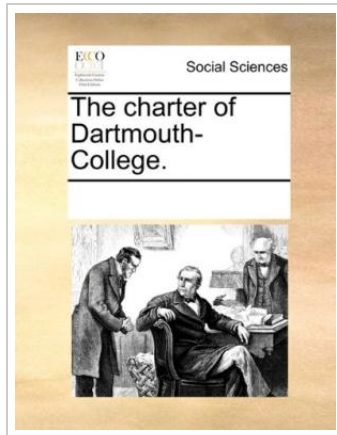 ECCO
Social Sciences
The charter of
Dartmouth-
College.